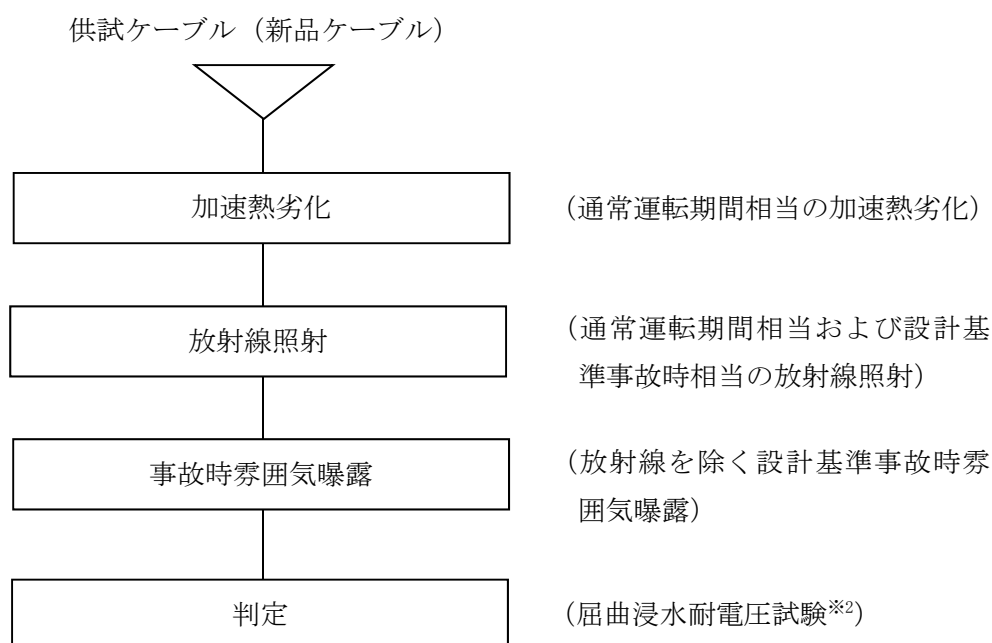 供試ケーブル（新品ケーブル）
加速熱劣化
（通常運転期間相当の加速熱劣化）
放射線照射
（通常運転期間相当および設計基
準事故時相当の放射線照射）
事故時雰囲気曝露
（放射線を除く設計基準事故時雰
囲気曝露）
判定
（屈曲浸水耐電圧試験※2）